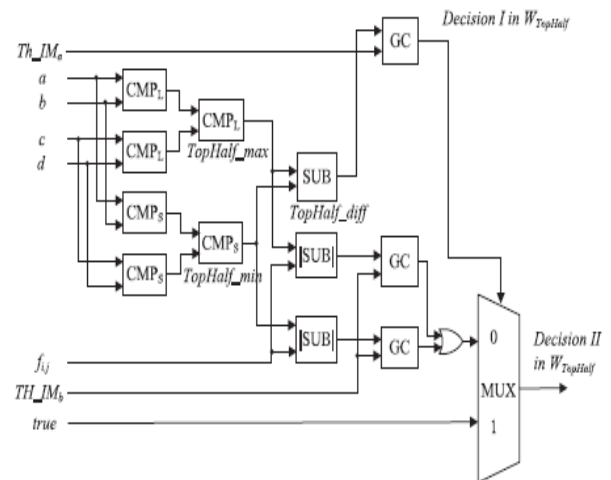 Decision I in W_TopHalf
Th_IM_a
GC
a
b
CMP_L
CMP_L
c
d
CMP_L
TopHalf_max
SUB
TopHalf_diff
CMP_S
CMP_S
TopHalf_min
CMP_S
|SUB|
GC
|SUB|
GC
f_i,j
TH_IM_b
true
0
MUX
1
Decision II
in W_TopHalf